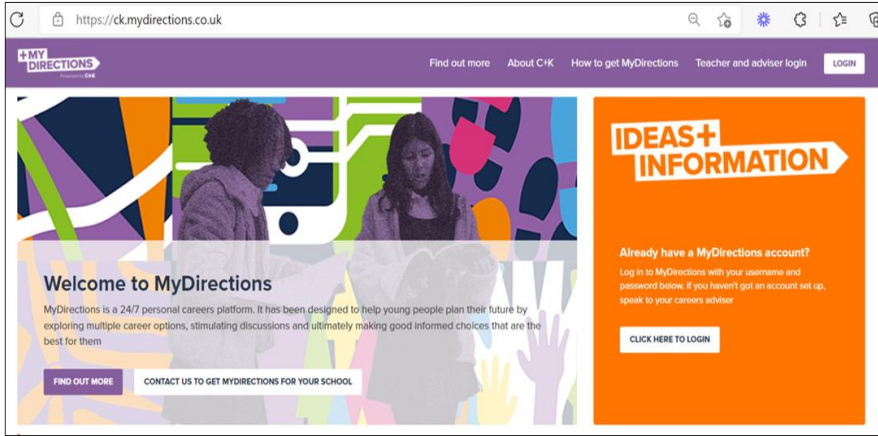 https://ck.mydirections.co.uk
+MY
DIRECTIONS
Powered by C+K
Find out more About C+K How to get MyDirections Teacher and adviser login LOGIN
IDEAS+
INFORMATION
Already have a MyDirections account?
Log in to MyDirections with your username and
password below. If you haven't got an account set up,
speak to your careers adviser
CLICK HERE TO LOGIN
Welcome to MyDirections
MyDirections is a 24/7 personal careers platform. It has been designed to help young people plan their future by
exploring multiple career options, stimulating discussions and ultimately making good informed choices that are the
best for them
FIND OUT MORE CONTACT US TO GET MYDIRECTIONS FOR YOUR SCHOOL